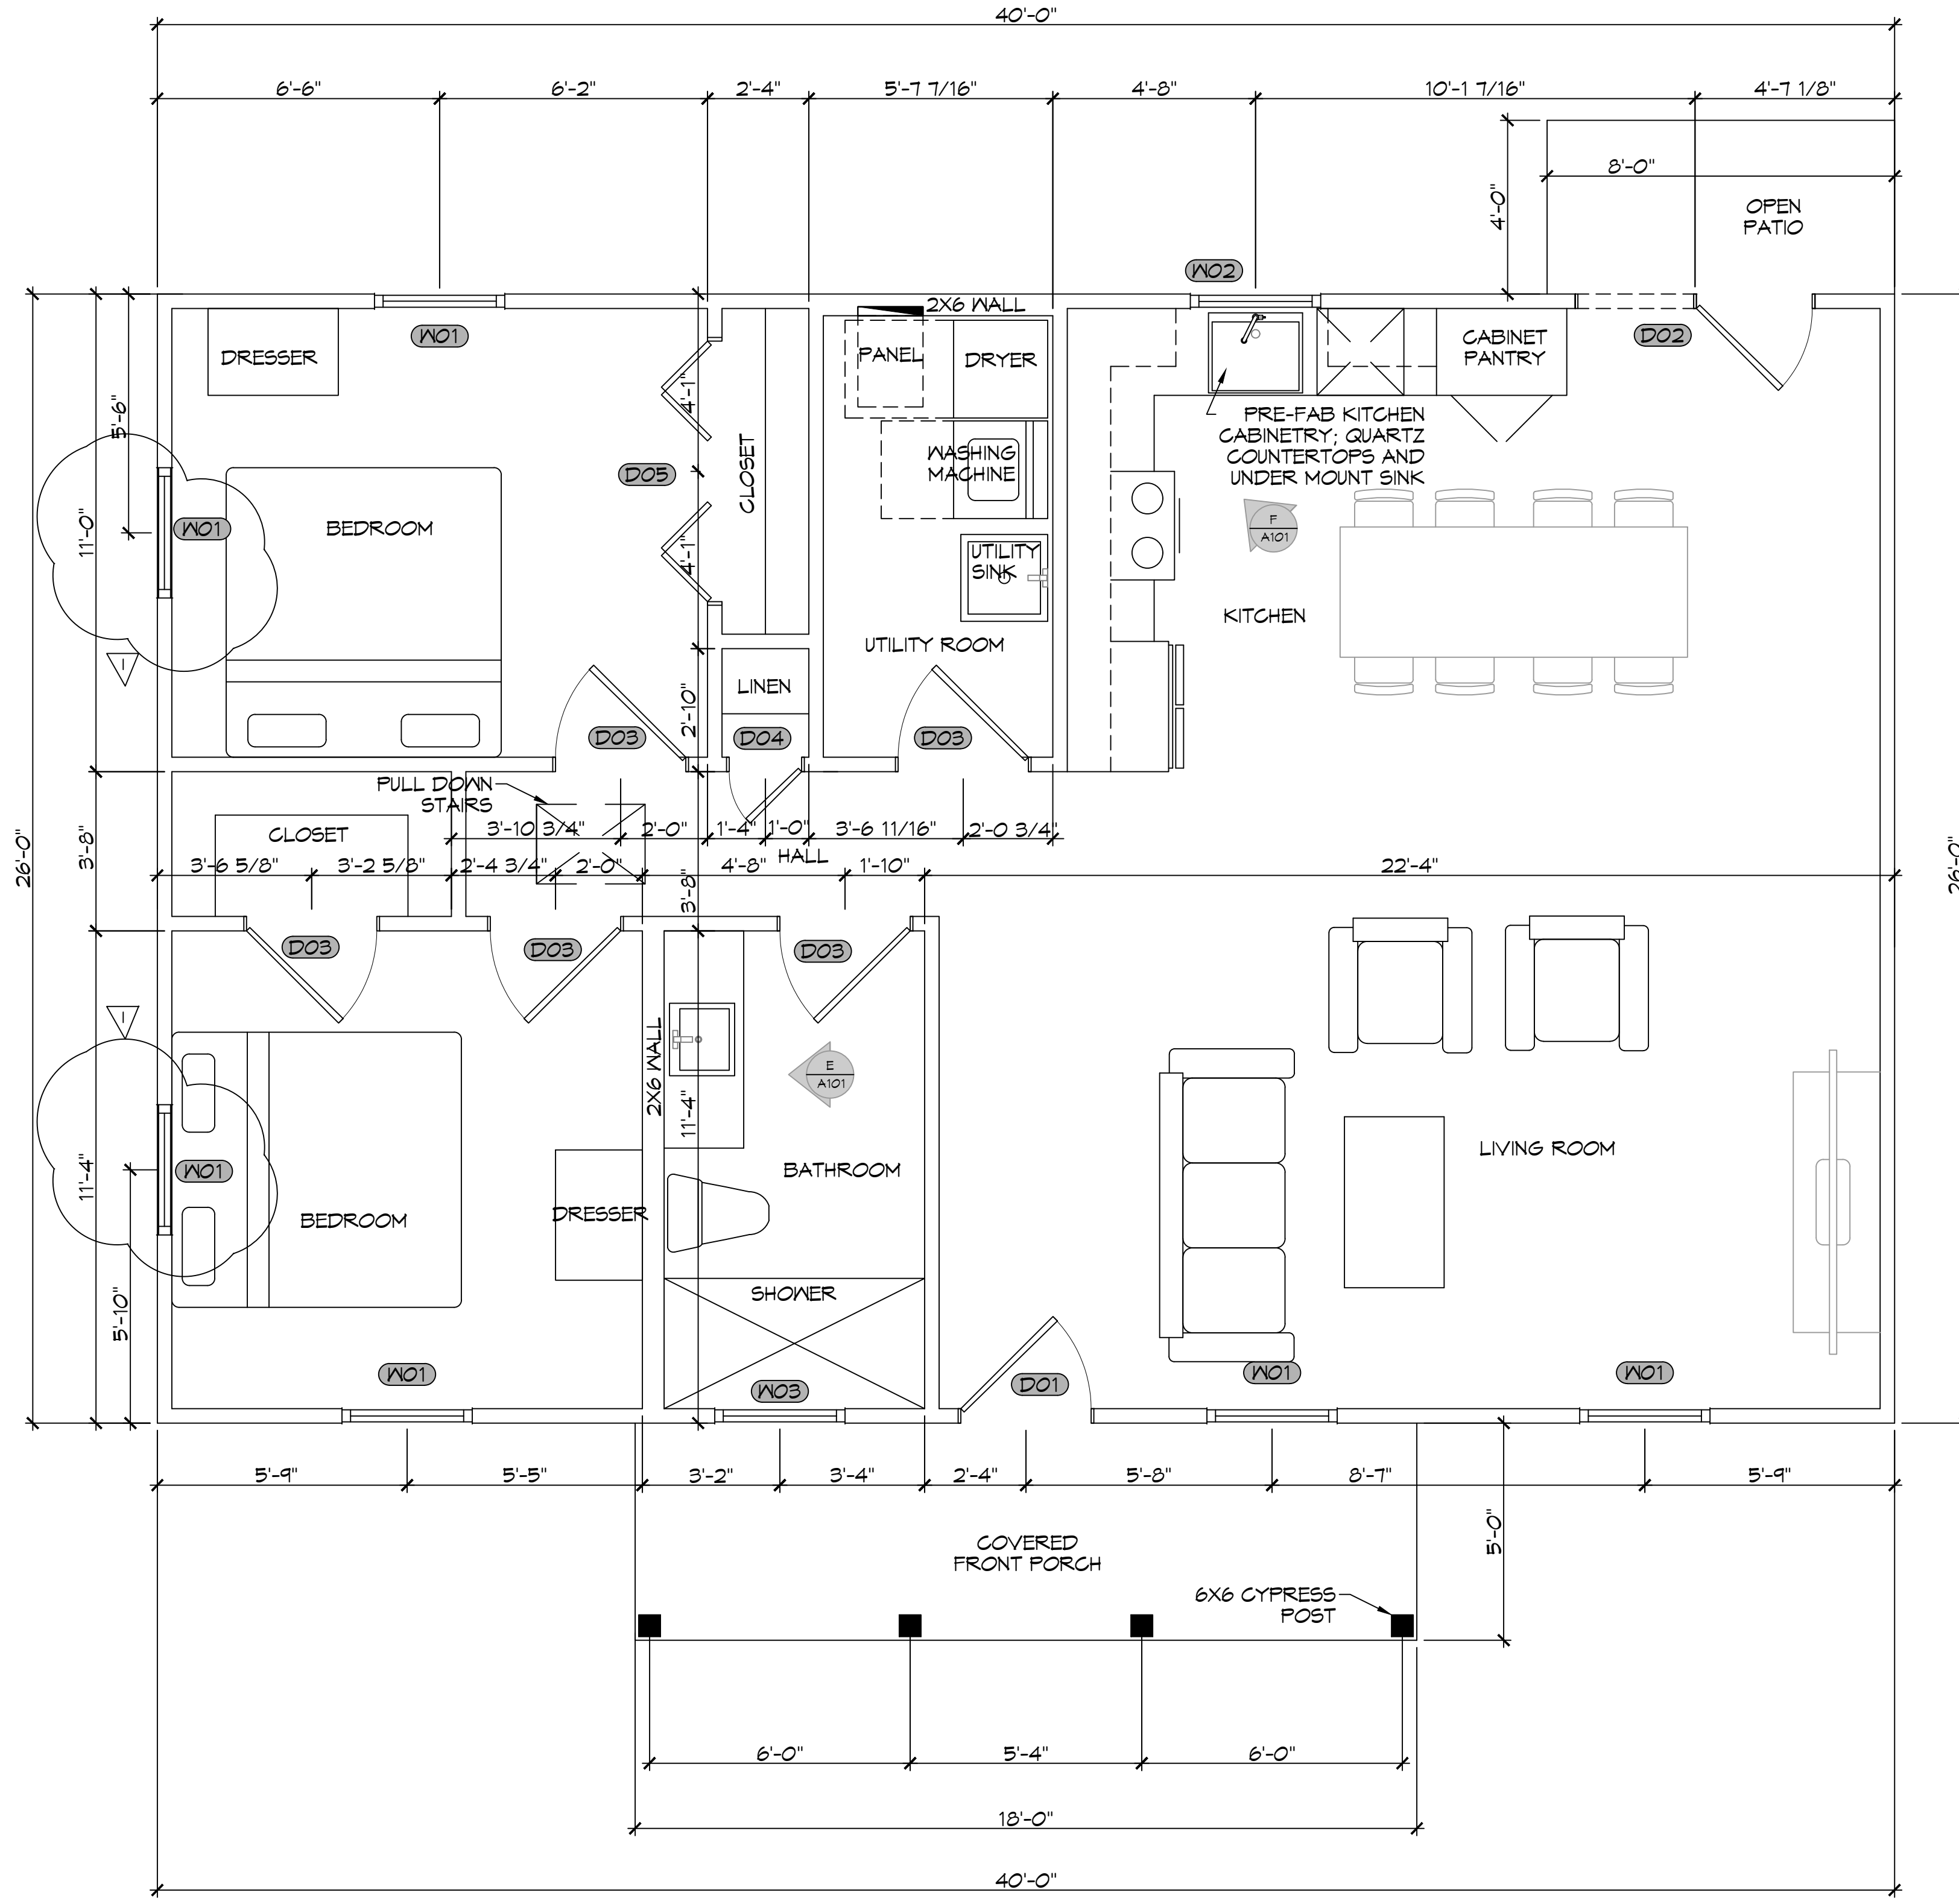 40'-0"
6'-6"
6'-2"
2'-4"
5'-7 7/16"
4'-8"
10'-1 7/16"
4'-7 1/8"
8'-0"
4'-0"
OPEN
PATIO
W02
2X6 WALL
W01
D02
DRESSER
PANEL
DRYER
CABINET
PANTRY
5'-6"
4'-1"
PRE-FAB KITCHEN
CABINETRY; QUARTZ
COUNTERTOPS AND
UNDER MOUNT SINK
WASHING
MACHINE
D05
CLOSET
11'-0"
W01
BEDROOM
F
A101
4'-1"
UTILITY
SINK
KITCHEN
UTILITY ROOM
1
LINEN
2'-10"
D03
D04
D03
PULL DOWN
STAIRS
CLOSET
3'-10 3/4"
2'-0"
1'-4"
1'-0"
3'-6 11/16"
2'-0 3/4"
HALL
26'-0"
3'-8"
3'-6 5/8"
3'-2 5/8"
2'-4 3/4"
2'-0"
4'-8"
1'-10"
22'-4"
26'-0"
3'-8"
D03
D03
D03
1
2X6 WALL
E
A101
11'-4"
LIVING ROOM
11'-4"
W01
BATHROOM
BEDROOM
DRESSER
SHOWER
5'-10"
W01
W03
D01
W01
W01
5'-9"
5'-5"
3'-2"
3'-4"
2'-4"
5'-8"
8'-7"
5'-9"
5'-0"
COVERED
FRONT PORCH
6X6 CYPRESS
POST
6'-0"
5'-4"
6'-0"
18'-0"
40'-0"